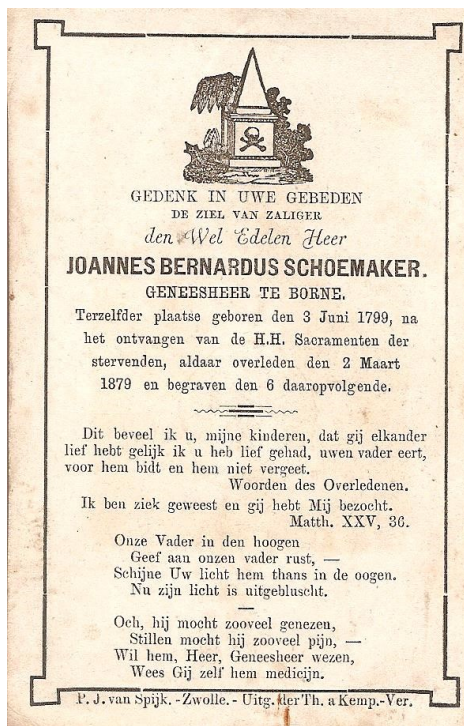 GEDENK IN UWE GEBEDEN
DE ZIEL VAN ZALIGER
den Wel Edelen Heer
JOANNES BERNARDUS SCHOEMAKER.
GENEESHEER TE BORNE.
Terzelfder plaatse geboren den 3 Juni 1799, na
het ontvangen van de H.H. Sacramenten der
stervenden, aldaar overleden den 2 Maart
1879 en begraven den 6 daaropvolgende.
Dit beveel ik u, mijne kinderen, dat gij elkander
lief hebt gelijk ik u heb lief gehad, uwen vader eert,
voor hem bidt en hem niet vergeet.
Woorden des Overledenen.
Ik ben ziek geweest en gij hebt Mij bezocht.
Matth. XXV, 36.
Onze Vader in den hoogen
Geef aan onzen vader rust, —
Schijne Uw licht hem thans in de oogen.
Nu zijn licht is uitgebluscht.
Och, hij mocht zooveel genezen,
Stillen mocht hij zooveel pijn, —
Wil hem, Heer, Geneesheer wezen,
Wees Gij zelf hem medicijn.
P. J. van Spijk. - Zwolle. - Uitg. der Th. a Kemp.-Ver.